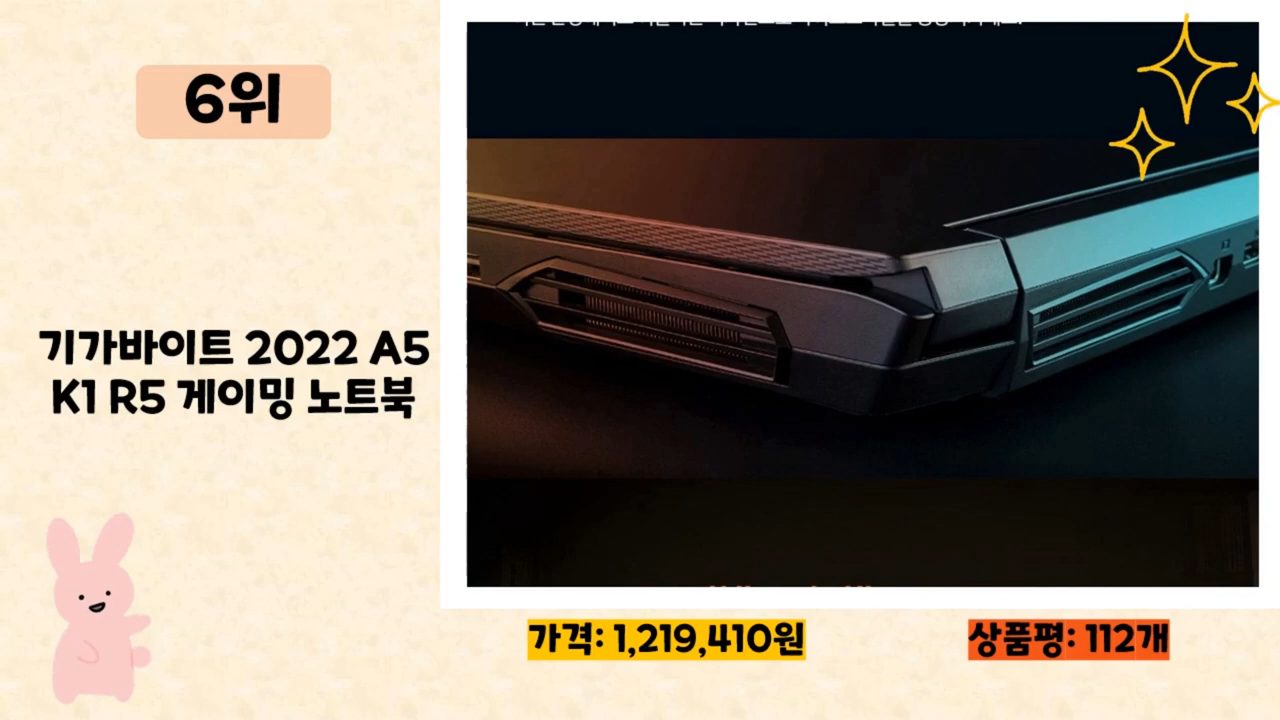 6위
기가바이트 2022 A5
K1 R5 게이밍 노트북
가격: 1,219,410원
상품평: 112개